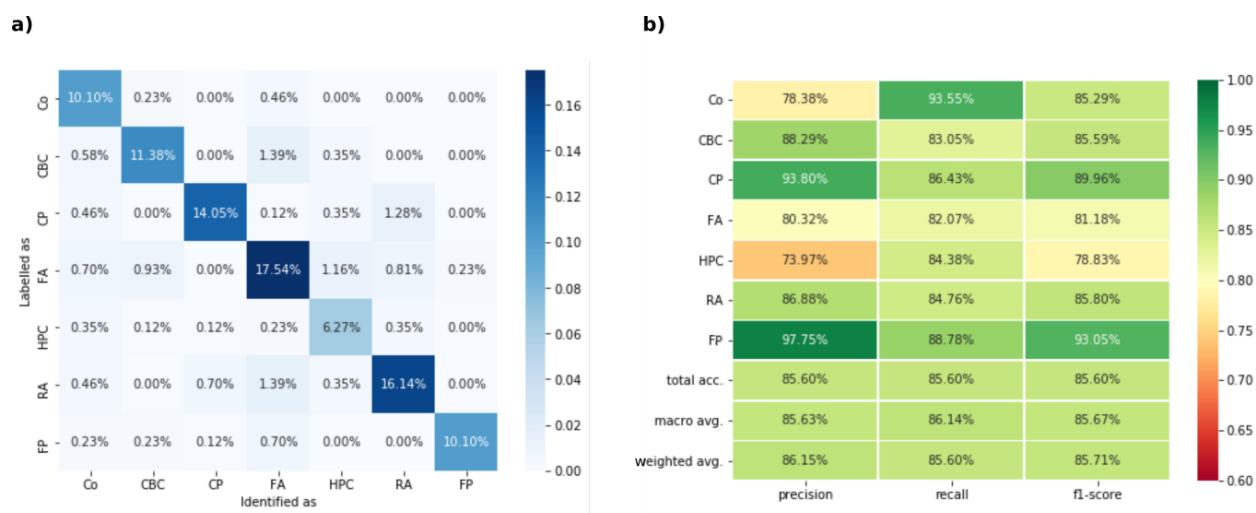 a)
Labelled as
Co 10.10% 0.23% 0.00% 0.46% 0.00% 0.00% 0.00%
CBC 0.58% 11.38% 0.00% 1.39% 0.35% 0.00% 0.00%
CP 0.46% 0.00% 14.05% 0.12% 0.35% 1.28% 0.00%
FA 0.70% 0.93% 0.00% 17.54% 1.16% 0.81% 0.23%
HPC 0.35% 0.12% 0.12% 0.23% 6.27% 0.35% 0.00%
RA 0.46% 0.00% 0.70% 1.39% 0.35% 16.14% 0.00%
FP 0.23% 0.23% 0.12% 0.70% 0.00% 0.00% 10.10%
Co CBC CP FA HPC RA FP
Identified as
0.16
0.14
0.12
0.10
0.08
0.06
0.04
0.02
0.00
b)
Co 78.38% 93.55% 85.29%
CBC 88.29% 83.05% 85.59%
CP 93.80% 86.43% 89.96%
FA 80.32% 82.07% 81.18%
HPC 73.97% 84.38% 78.83%
RA 86.88% 84.76% 85.80%
FP 97.75% 88.78% 93.05%
total acc. 85.60% 85.60% 85.60%
macro avg. 85.63% 86.14% 85.67%
weighted avg. 86.15% 85.60% 85.71%
precision recall f1-score
1.00
0.95
0.90
0.85
0.80
0.75
0.70
0.65
0.60